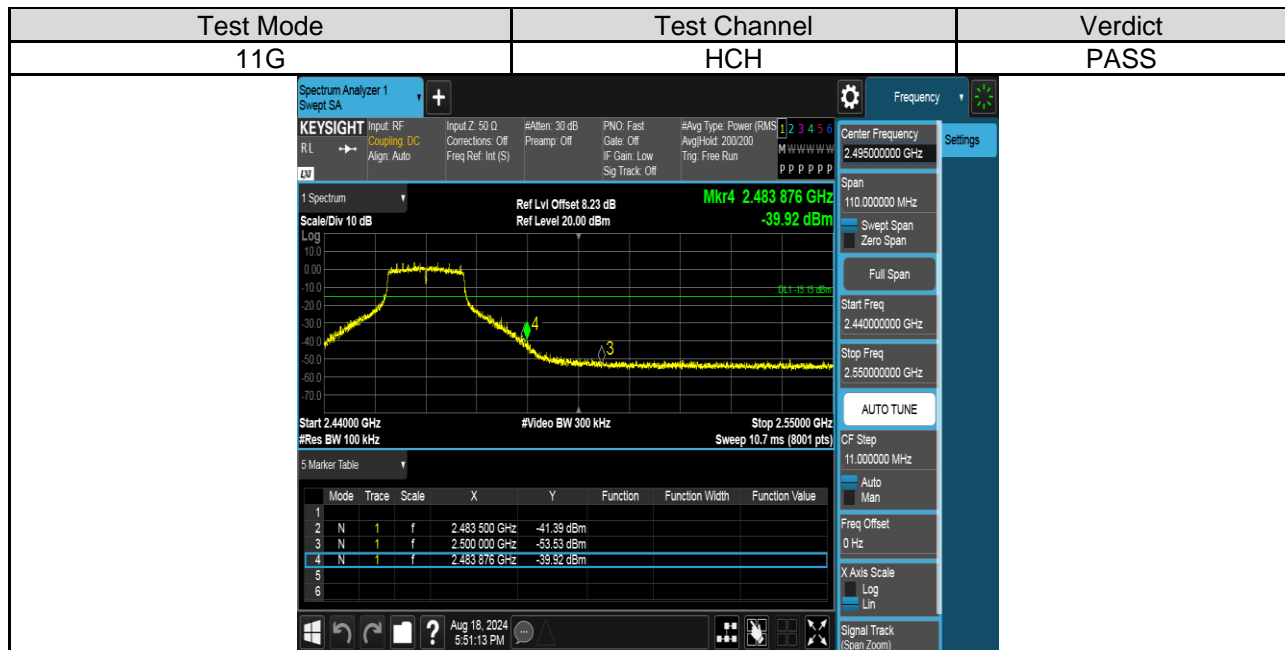 Test Mode Test Channel Verdict
11G HCH PASS
Spectrum Analyzer 1
Swept SA
+
Frequency
KEYSIGHT
RL
LXI
Input: RF
Coupling: DC
Align: Auto
Input Z: 50 Ω
Corrections: Off
Freq Ref: Int (S)
#Atten: 30 dB
Preamp: Off
PNO: Fast
Gate: Off
IF Gain: Low
Sig Track: Off
#Avg Type: Power (RMS
Avg|Hold: 200/200
Trig: Free Run
1 2 3 4 5 6
M W W W W W
P P P P P P
1 Spectrum
Scale/Div 10 dB
Ref Lvl Offset 8.23 dB
Ref Level 20.00 dBm
Mkr4 2.483 876 GHz
-39.92 dBm
Log
10.0
0.00
-10.0
-20.0
-30.0
-40.0
-50.0
-60.0
-70.0
DL1 -15.15 dBm
4
3
Start 2.44000 GHz #Video BW 300 kHz Stop 2.55000 GHz
#Res BW 100 kHz Sweep 10.7 ms (8001 pts)
5 Marker Table
Mode Trace Scale X Y Function Function Width Function Value
1
2 N 1 f 2.483 500 GHz -41.39 dBm
3 N 1 f 2.500 000 GHz -53.53 dBm
4 N 1 f 2.483 876 GHz -39.92 dBm
5
6
Aug 18, 2024
5:51:13 PM
?
Center Frequency
2.495000000 GHz
Settings
Span
110.000000 MHz
Swept Span
Zero Span
Full Span
Start Freq
2.440000000 GHz
Stop Freq
2.550000000 GHz
AUTO TUNE
CF Step
11.000000 MHz
Auto
Man
Freq Offset
0 Hz
X Axis Scale
Log
Lin
Signal Track
(Span Zoom)